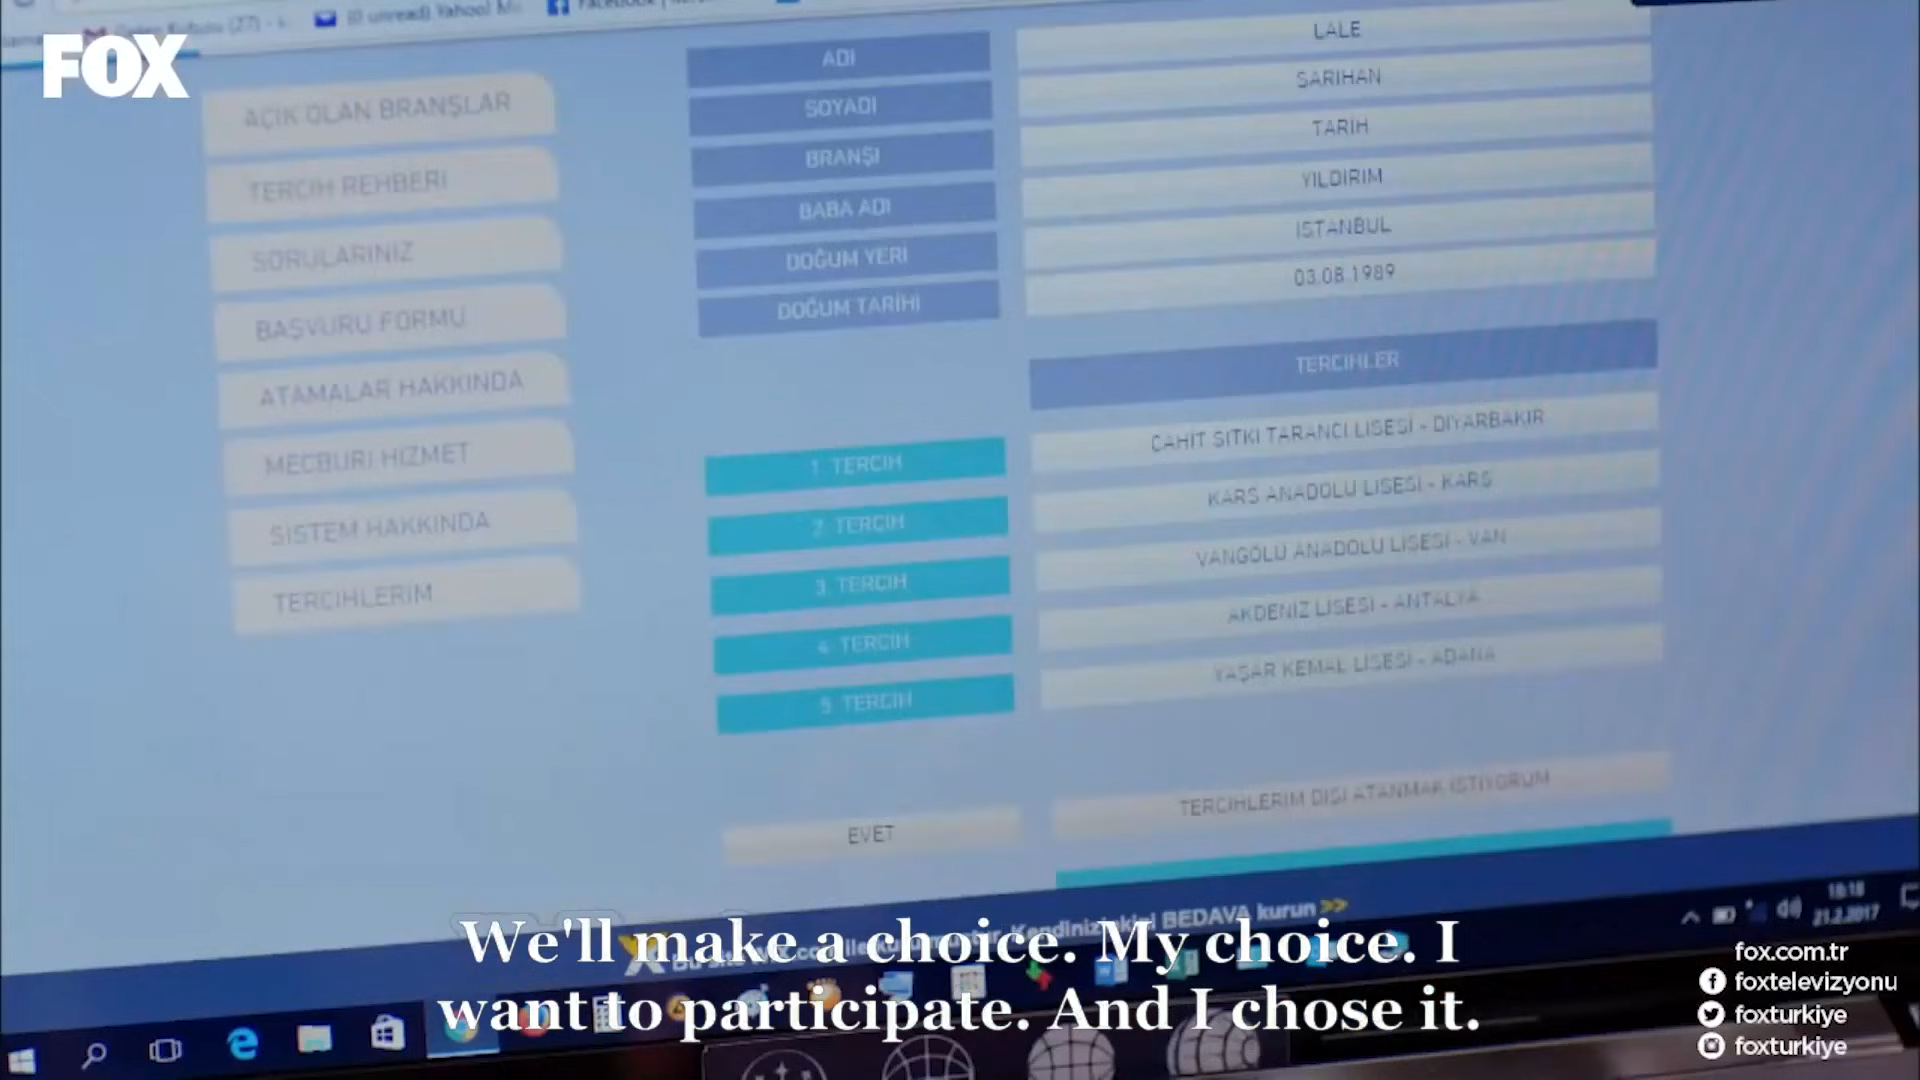 (0 unread) Yahoo! M
FOX
AÇIK OLAN BRANŞLAR
TERCİH REHBERİ
SORULARINIZ
BAŞVURU FORMU
ATAMALAR HAKKINDA
MECBURİ HİZMET
SİSTEM HAKKINDA
TERCİHLERİM
ADI LALE
SOYADI SARIHAN
BRANŞI TARİH
BABA ADI YILDIRIM
DOĞUM YERİ İSTANBUL
DOĞUM TARİHİ 03.08.1989
TERCİHLER
1. TERCİH CAHİT SITKI TARANCI LİSESİ - DİYARBAKIR
2. TERCİH KARS ANADOLU LİSESİ - KARS
3. TERCİH VANGÖLÜ ANADOLU LİSESİ - VAN
4. TERCİH AKDENİZ LİSESİ - ANTALYA
5. TERCİH YAŞAR KEMAL LİSESİ - ADANA
EVET TERCİHLERİM DIŞI ATANMAK İSTİYORUM
BEDAVA kurun >>
18:18
21.2.2017
We'll make a choice. My choice. I
want to participate. And I chose it.
fox.com.tr
foxtelevizyonu
foxturkiye
foxturkiye